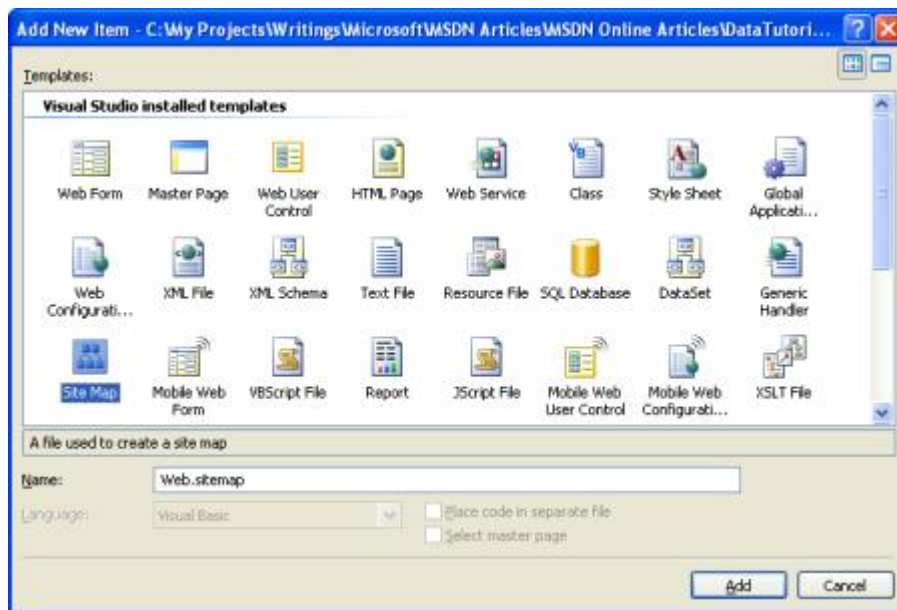 Add New Item - C:\My Projects\Writings\Microsoft\MSDN Articles\MSDN Online Articles\DataTutori...
Templates:
Visual Studio installed templates
Web Form
Master Page
Web User Control
HTML Page
Web Service
Class
Style Sheet
Global Applicati...
Web Configurati...
XML File
XML Schema
Text File
Resource File
SQL Database
DataSet
Generic Handler
Site Map
Mobile Web Form
VBScript File
Report
JScript File
Mobile Web User Control
Mobile Web Configurati...
XSLT File
A file used to create a site map
Name: Web.sitemap
Language: Visual Basic
Place code in separate file
Select master page
Add
Cancel